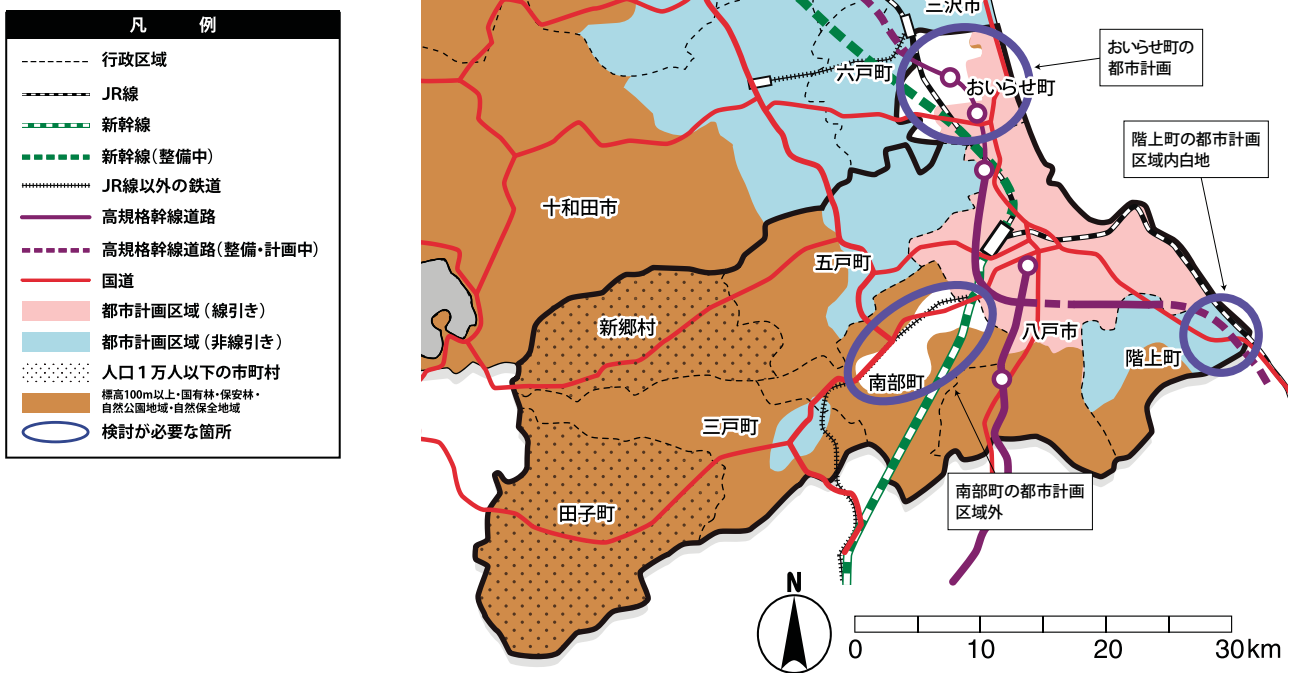 凡 例
行政区域
JR線
新幹線
新幹線(整備中)
JR線以外の鉄道
高規格幹線道路
高規格幹線道路(整備・計画中)
国道
都市計画区域(線引き)
都市計画区域(非線引き)
人口1万人以下の市町村
標高100m以上・国有林・保安林・
自然公園地域・自然保全地域
検討が必要な箇所
三沢市
おいらせ町の
都市計画
六戸町
おいらせ町
階上町の都市計画
区域内白地
十和田市
五戸町
新郷村
八戸市
階上町
南部町
三戸町
南部町の都市計画
区域外
田子町
N
0 10 20 30km